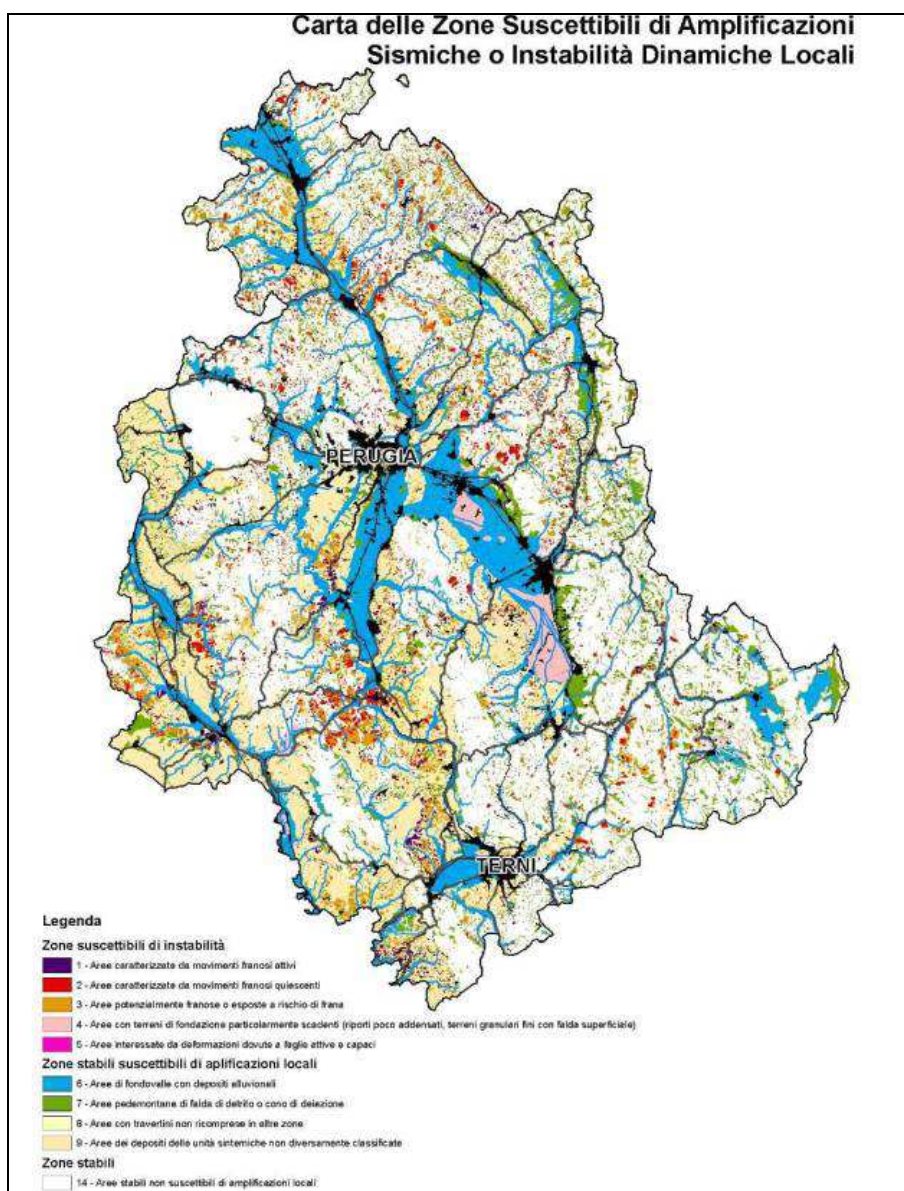 Carta delle Zone Suscettibili di Amplificazioni
Sismiche o Instabilità Dinamiche Locali
PERUGIA
TERNI
Legenda
Zone suscettibili di instabilità
1 - Aree caratterizzate da movimenti franosi attivi
2 - Aree caratterizzate da movimenti franosi quiescenti
3 - Aree potenzialmente franose o esposte a rischio di frana
4 - Aree con terreni di fondazione particolarmente scadenti (riporti poco addensati, terreni granulari fini con falda superficiale)
5 - Aree interessate da deformazioni dovute a faglie attive e capaci
Zone stabili suscettibili di aplificazioni locali
6 - Aree di fondovalle con depositi alluvionali
7 - Aree pedemontane di falda di detrito o cono di deiezione
8 - Aree con travertini non ricomprese in altre zone
9 - Aree dei depositi delle unità sintemiche non diversamente classificate
Zone stabili
14 - Aree stabili non suscettibili di amplificazioni locali